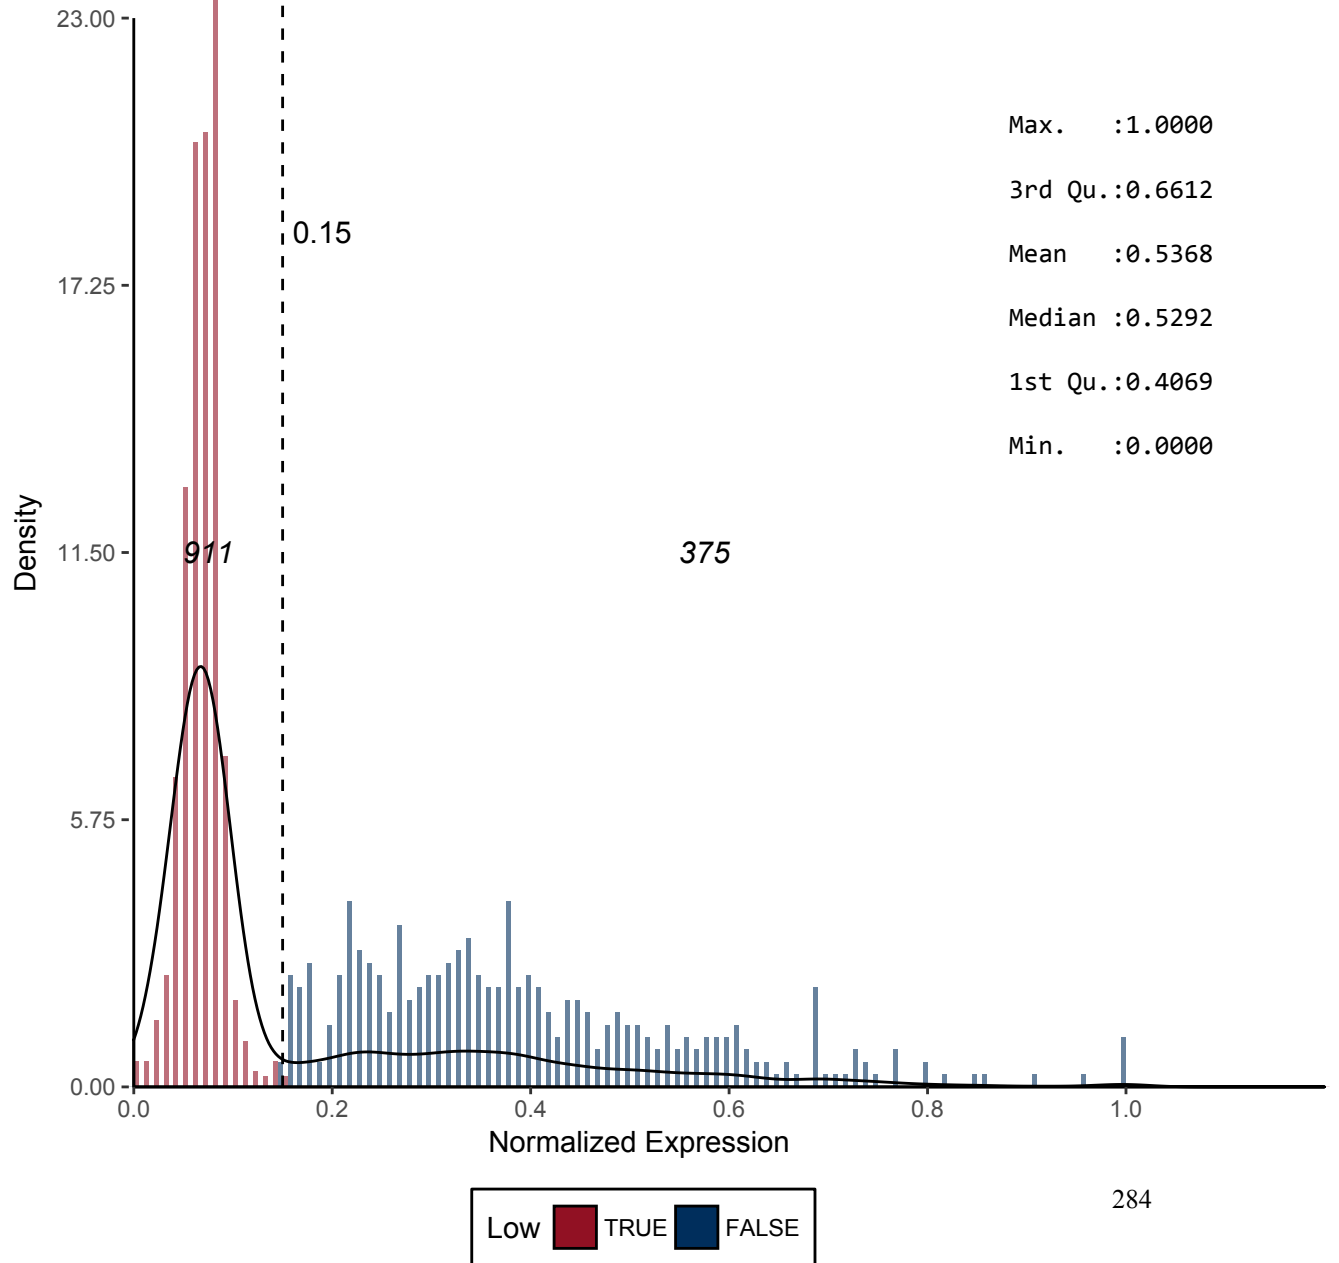 23.00
17.25
11.50
5.75
0.00
Density
0.15
911
375
Max. :1.0000
3rd Qu.:0.6612
Mean :0.5368
Median :0.5292
1st Qu.:0.4069
Min. :0.0000
0.0 0.2 0.4 0.6 0.8 1.0
Normalized Expression
Low TRUE FALSE
284